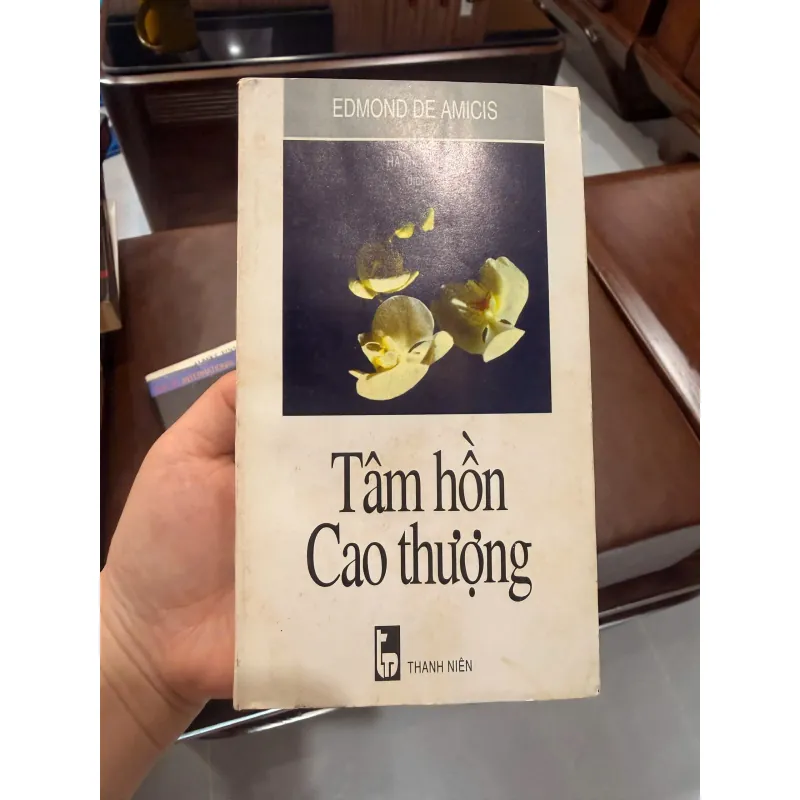 EDMOND DE AMICIS
Tâm hồn
Cao thượng
THANH NIÊN